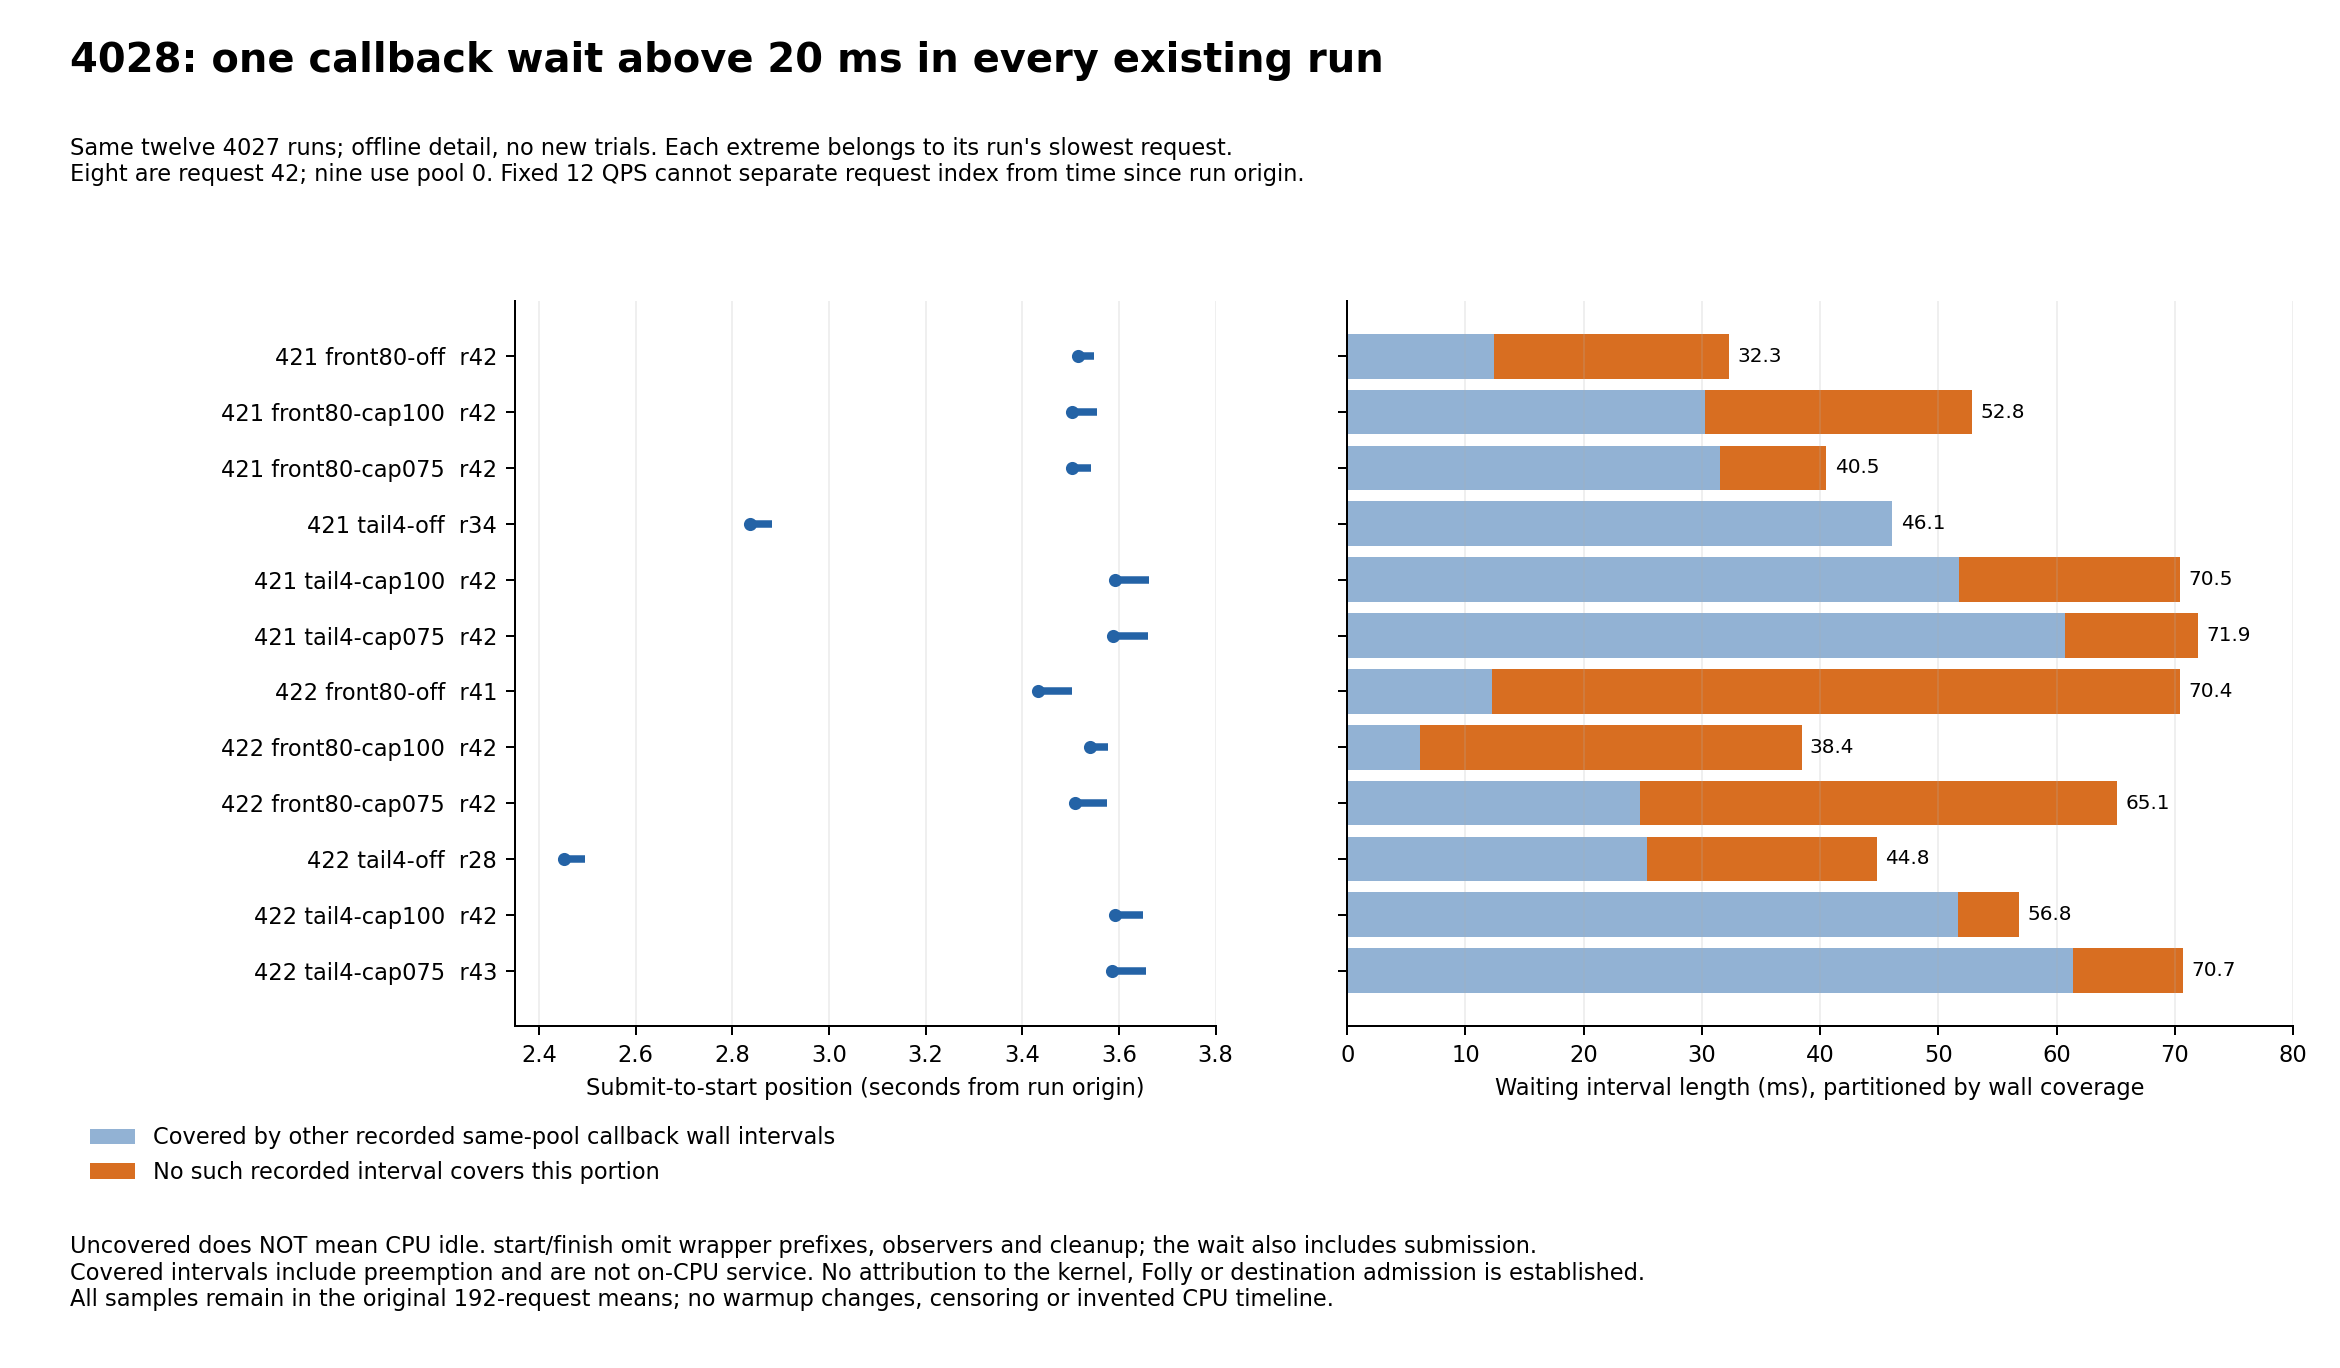 4028: one callback wait above 20 ms in every existing run
Same twelve 4027 runs; offline detail, no new trials. Each extreme belongs to its run's slowest request.
Eight are request 42; nine use pool 0. Fixed 12 QPS cannot separate request index from time since run origin.
421 front80-off  r42
421 front80-cap100  r42
421 front80-cap075  r42
421 tail4-off  r34
421 tail4-cap100  r42
421 tail4-cap075  r42
422 front80-off  r41
422 front80-cap100  r42
422 front80-cap075  r42
422 tail4-off  r28
422 tail4-cap100  r42
422 tail4-cap075  r43
2.4 2.6 2.8 3.0 3.2 3.4 3.6 3.8
Submit-to-start position (seconds from run origin)
32.3
52.8
40.5
46.1
70.5
71.9
70.4
38.4
65.1
44.8
56.8
70.7
0 10 20 30 40 50 60 70 80
Waiting interval length (ms), partitioned by wall coverage
Covered by other recorded same-pool callback wall intervals
No such recorded interval covers this portion
Uncovered does NOT mean CPU idle. start/finish omit wrapper prefixes, observers and cleanup; the wait also includes submission.
Covered intervals include preemption and are not on-CPU service. No attribution to the kernel, Folly or destination admission is established.
All samples remain in the original 192-request means; no warmup changes, censoring or invented CPU timeline.